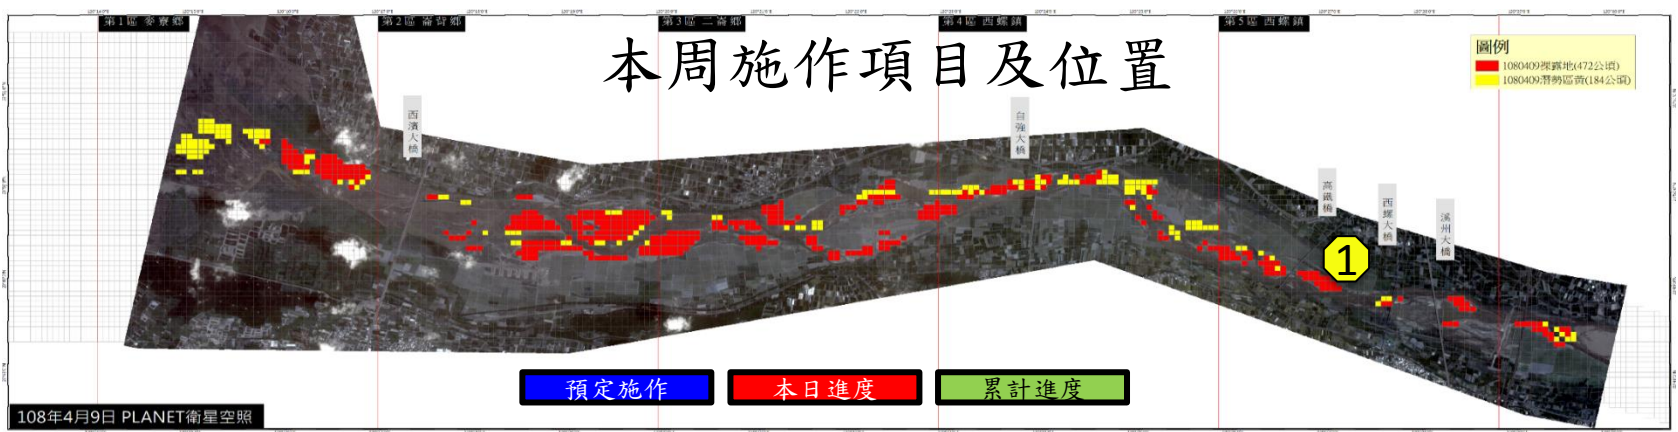 第1區 麥寮鄉
第2區 崙背鄉
第3區 二崙鄉
第4區 西螺鎮
第5區 西螺鎮
本周施作項目及位置
圖例
1080409裸露地(472公頃)
1080409潛勢區黃(184公頃)
西濱大橋
自強大橋
高鐵橋
西螺大橋
溪州大橋
1
預定施作
本日進度
累計進度
108年4月9日 PLANET衛星空照